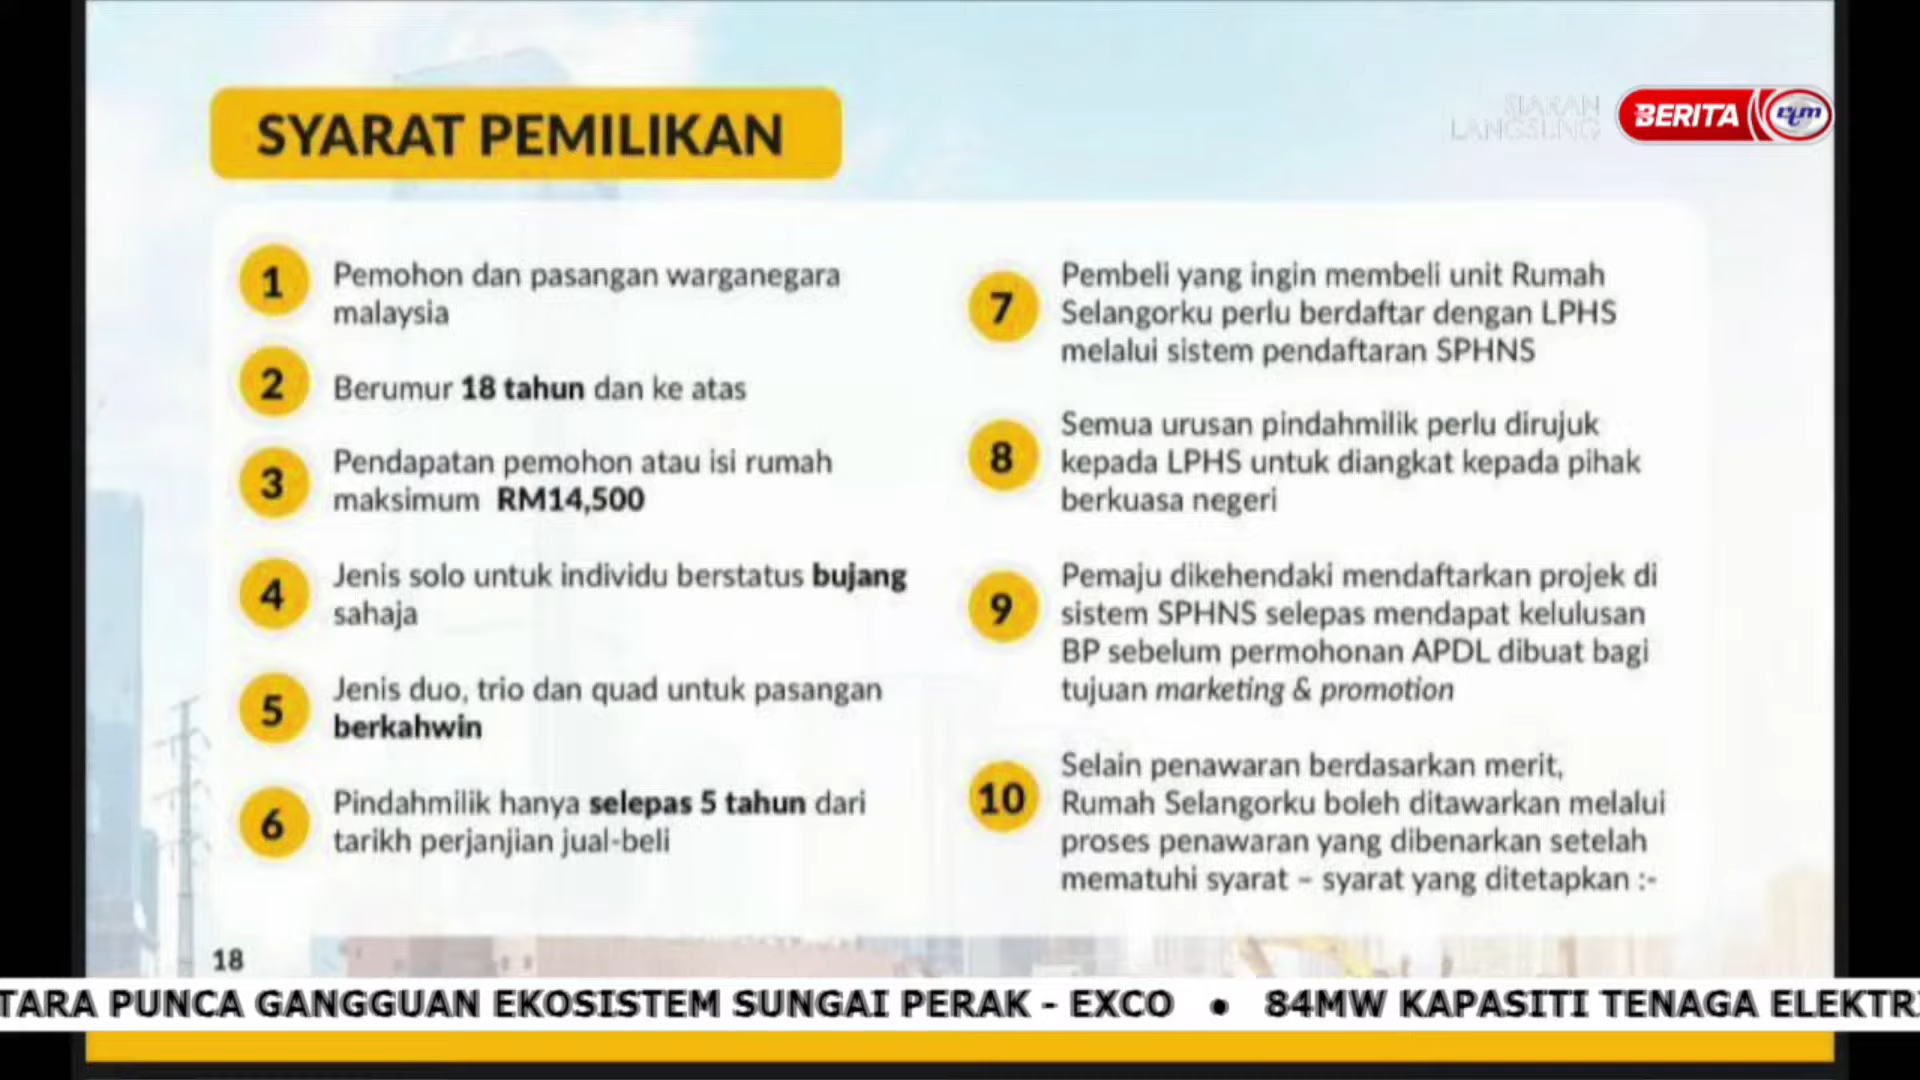 SYARAT PEMILIKAN
SIARAN
LANGSUNG
BERITA rtm
1
Pemohon dan pasangan warganegara
malaysia
2
Berumur 18 tahun dan ke atas
3
Pendapatan pemohon atau isi rumah
maksimum RM14,500
4
Jenis solo untuk individu berstatus bujang
sahaja
5
Jenis duo, trio dan quad untuk pasangan
berkahwin
6
Pindahmilik hanya selepas 5 tahun dari
tarikh perjanjian jual-beli
7
Pembeli yang ingin membeli unit Rumah
Selangorku perlu berdaftar dengan LPHS
melalui sistem pendaftaran SPHNS
8
Semua urusan pindahmilik perlu dirujuk
kepada LPHS untuk diangkat kepada pihak
berkuasa negeri
9
Pemaju dikehendaki mendaftarkan projek di
sistem SPHNS selepas mendapat kelulusan
BP sebelum permohonan APDL dibuat bagi
tujuan marketing & promotion
10
Selain penawaran berdasarkan merit,
Rumah Selangorku boleh ditawarkan melalui
proses penawaran yang dibenarkan setelah
mematuhi syarat – syarat yang ditetapkan :-
18
TARA PUNCA GANGGUAN EKOSISTEM SUNGAI PERAK - EXCO • 84MW KAPASITI TENAGA ELEKTR